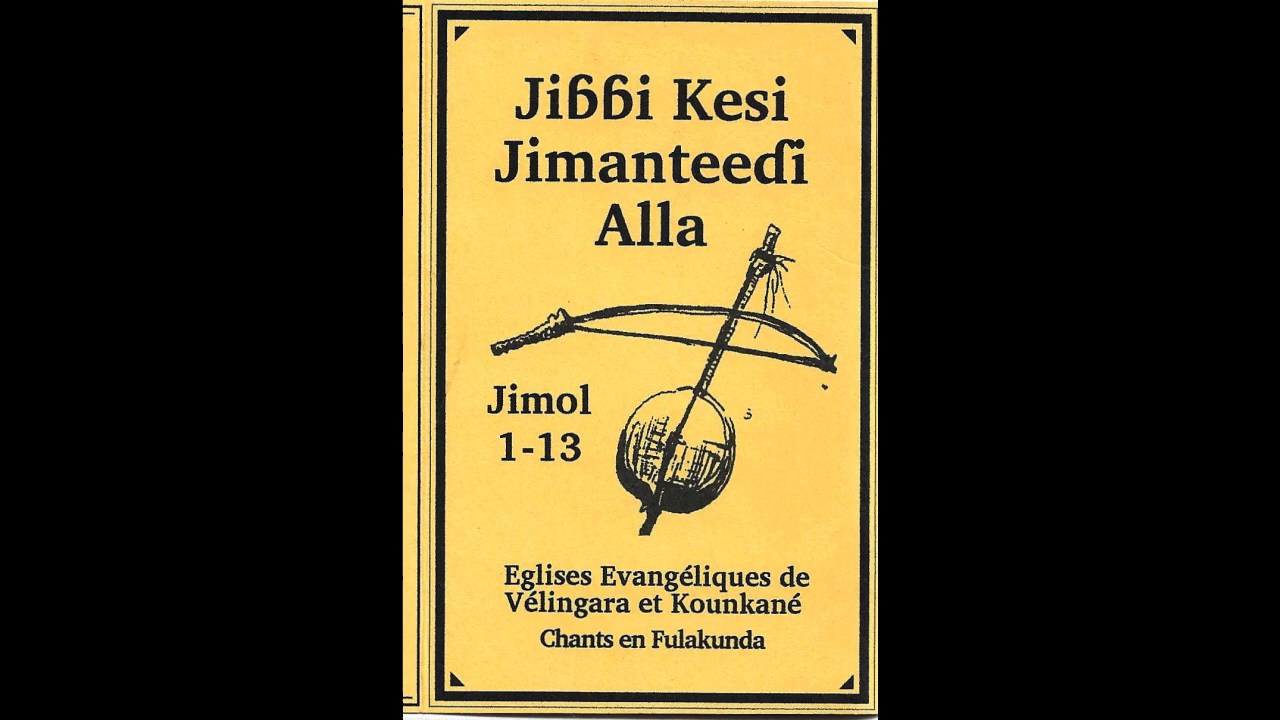 Jiɓɓi Kesi
Jimanteeɗi
Alla
Jimol
1-13
Eglises Evangéliques de
Vélingara et Kounkané
Chants en Fulakunda